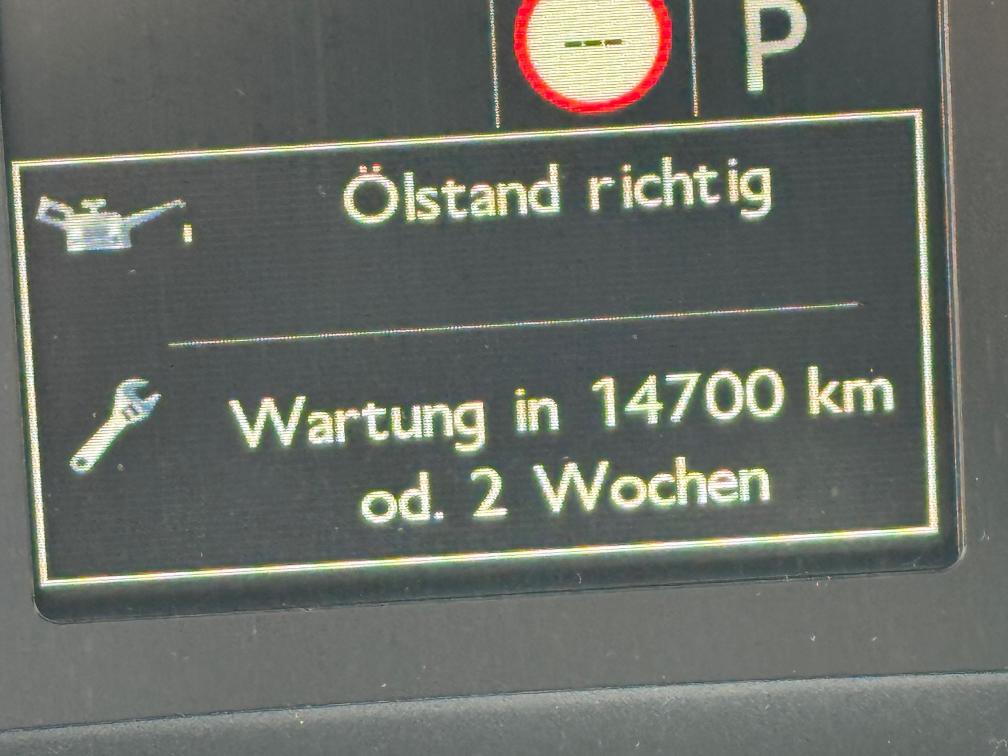 ---
P
Ölstand richtig
Wartung in 14700 km
od. 2 Wochen